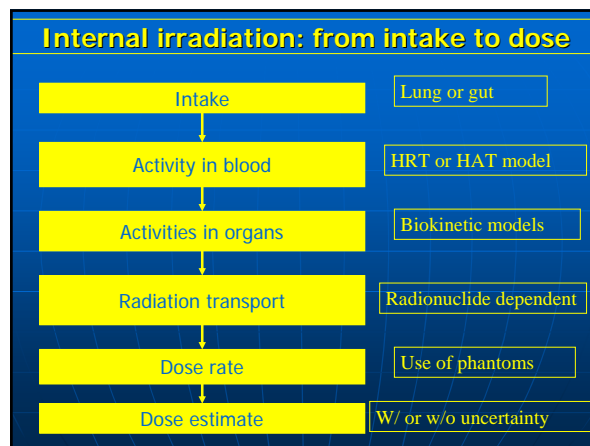 Internal irradiation: from intake to dose
Intake
Lung or gut
Activity in blood
HRT or HAT model
Activities in organs
Biokinetic models
Radiation transport
Radionuclide dependent
Dose rate
Use of phantoms
Dose estimate
W/ or w/o uncertainty